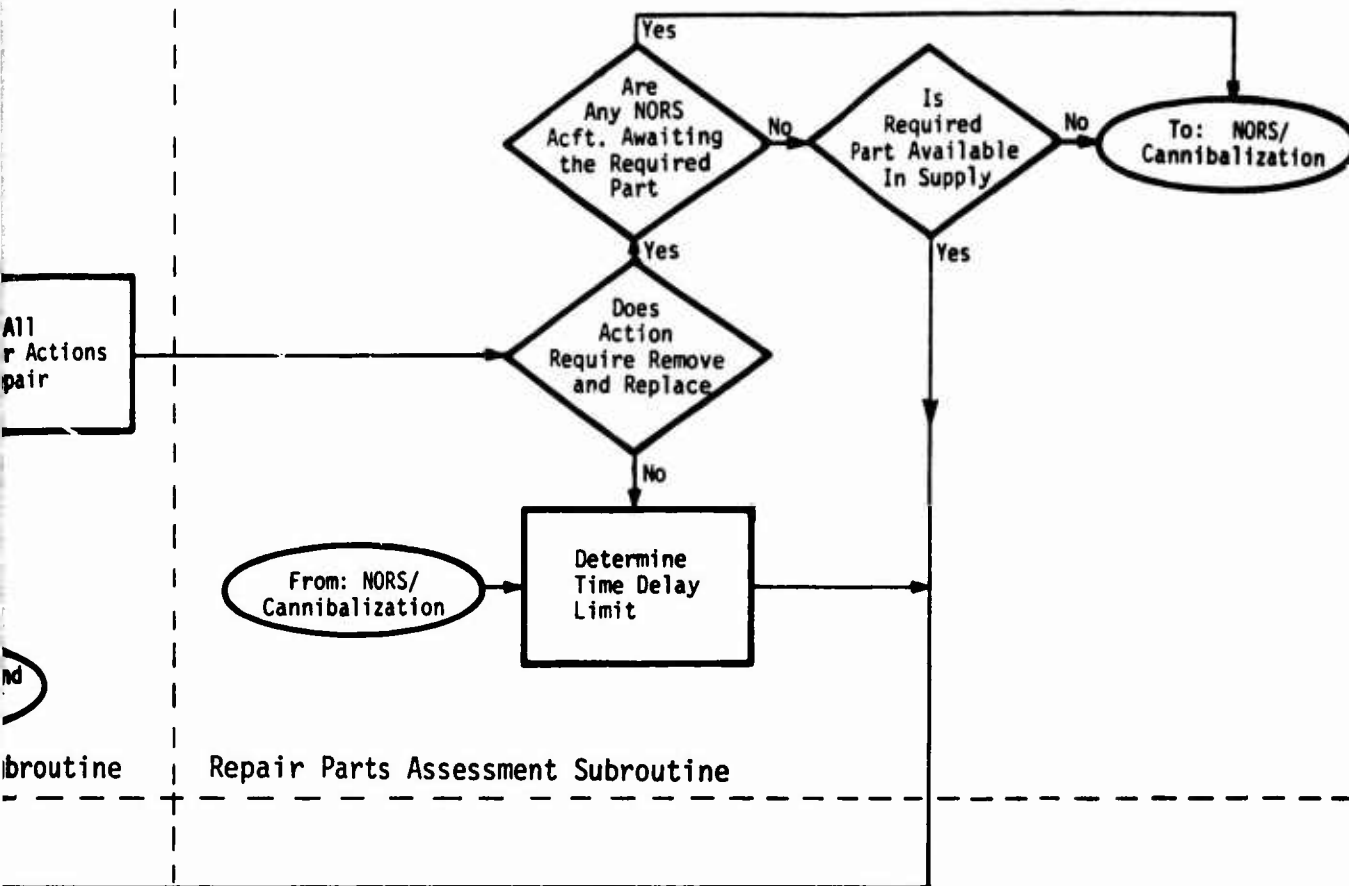 Yes
Are
Any NORS
Acft. Awaiting
the Required
Part
No
Is
Required
Part Available
In Supply
No
To: NORS/
Cannibalization
Yes
Yes
All
r Actions
pair
Does
Action
Require Remove
and Replace
No
From: NORS/
Cannibalization
Determine
Time Delay
Limit
nd
broutine
Repair Parts Assessment Subroutine